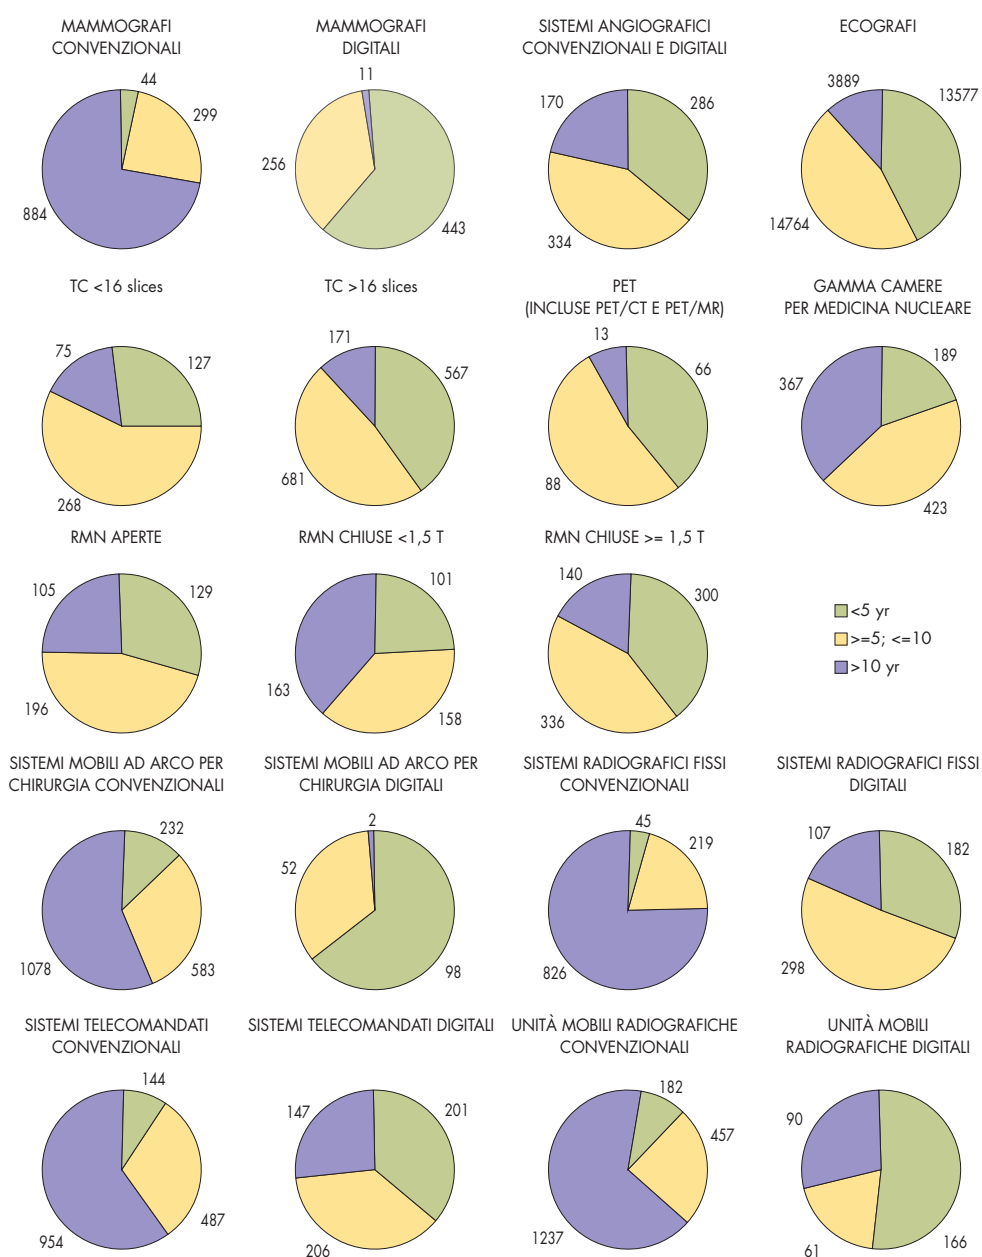 MAMMOGRAFI
CONVENZIONALI
44
299
884
MAMMOGRAFI
DIGITALI
11
256
443
SISTEMI ANGIOGRAFICI
CONVENZIONALI E DIGITALI
170
286
334
ECOGRAFI
3889
13577
14764
TC <16 slices
75
127
268
TC >16 slices
171
567
681
PET
(INCLUSE PET/CT E PET/MR)
13
66
88
GAMMA CAMERE
PER MEDICINA NUCLEARE
189
367
423
RMN APERTE
105
129
196
RMN CHIUSE <1,5 T
101
163
158
RMN CHIUSE >= 1,5 T
140
300
336
<5 yr
>=5; <=10
>10 yr
SISTEMI MOBILI AD ARCO PER
CHIRURGIA CONVENZIONALI
232
1078
583
SISTEMI MOBILI AD ARCO PER
CHIRURGIA DIGITALI
2
52
98
SISTEMI RADIOGRAFICI FISSI
CONVENZIONALI
45
219
826
SISTEMI RADIOGRAFICI FISSI
DIGITALI
107
182
298
SISTEMI TELECOMANDATI
CONVENZIONALI
144
487
954
SISTEMI TELECOMANDATI DIGITALI
147
201
206
UNITÀ MOBILI RADIOGRAFICHE
CONVENZIONALI
182
457
1237
UNITÀ MOBILI
RADIOGRAFICHE DIGITALI
90
166
61